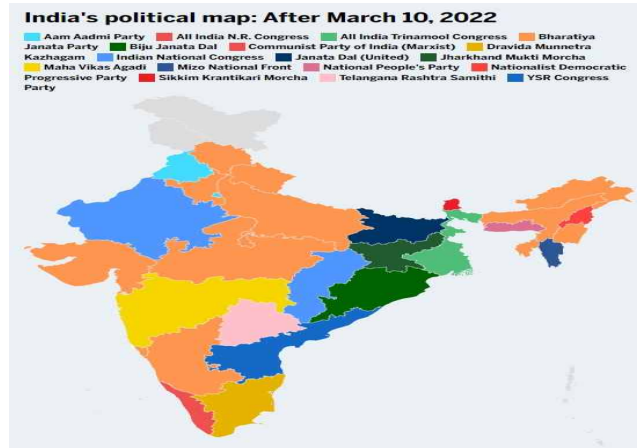 India's political map: After March 10, 2022
Aam Aadmi Party All India N.R. Congress All India Trinamool Congress Bharatiya
Janata Party Biju Janata Dal Communist Party of India (Marxist) Dravida Munnetra
Kazhagam Indian National Congress Janata Dal (United) Jharkhand Mukti Morcha
Maha Vikas Agadi Mizo National Front National People's Party Nationalist Democratic
Progressive Party Sikkim Krantikari Morcha Telangana Rashtra Samithi YSR Congress
Party